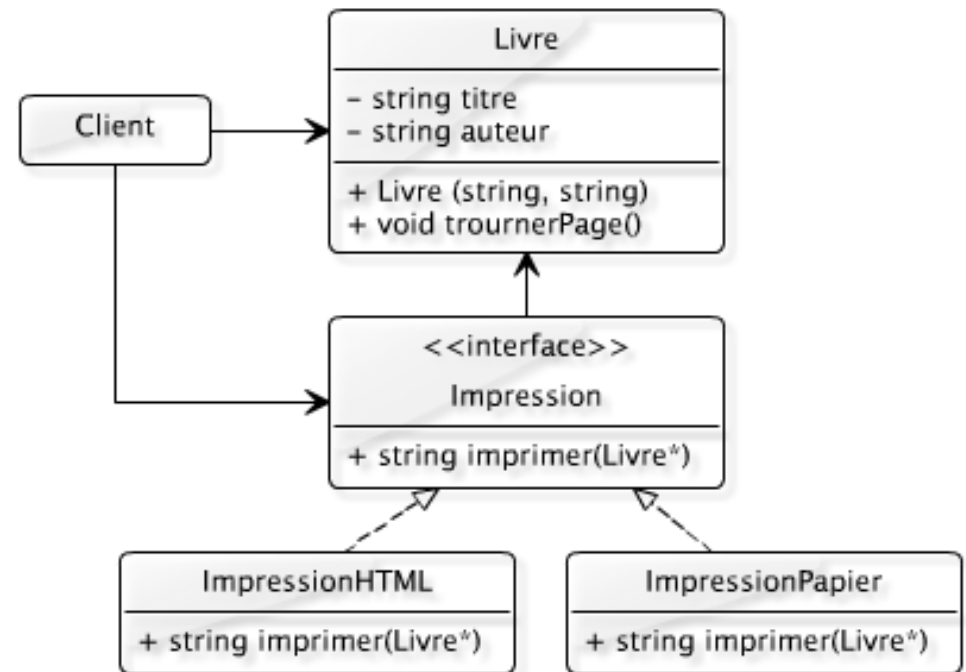 Livre
- string titre
- string auteur
+ Livre (string, string)
+ void trournerPage()
Client
<<interface>>
Impression
+ string imprimer(Livre*)
ImpressionHTML
+ string imprimer(Livre*)
ImpressionPapier
+ string imprimer(Livre*)